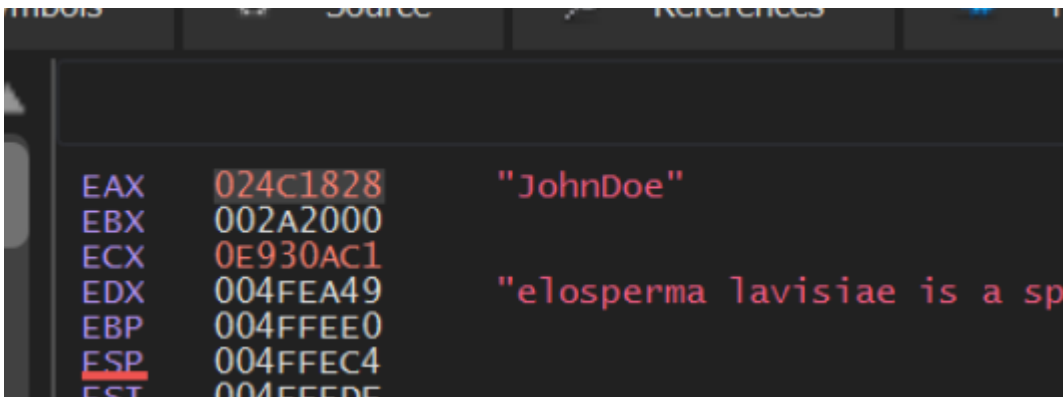 Source References
EAX 024C1828 "JohnDoe"
EBX 002A2000
ECX 0E930AC1
EDX 004FEA49 "elosperma lavisiae is a sp
EBP 004FFEE0
ESP 004FFEC4